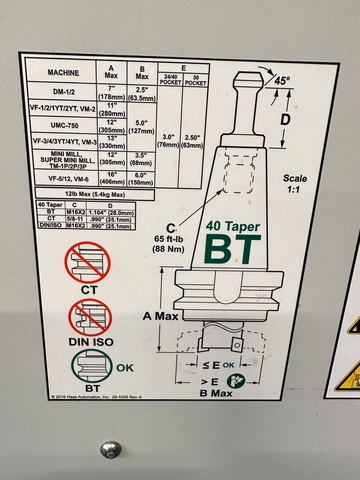 MACHINE A Max B Max E
24/40 POCKET 30 POCKET
DM-1/2 7" (178mm) 2.5" (63.5mm)
VF-1/2/1YT/2YT, VM-2 11" (280mm)
UMC-750 12" (305mm) 5.0" (127mm)
VF-3/4/3YT/4YT, VM-3 13" (330mm) 3.0" (76mm) 2.50" (63mm)
MINI MILL, SUPER MINI MILL, TM-1P/2P/3P 12" (305mm) 3.5" (88mm)
VF-5/12, VM-6 16" (406mm) 6.0" (150mm)
12lb Max (5.4kg Max)
40 Taper C D
BT M16X2 1.104" (28.0mm)
CT 5/8-11 .990" (25.1mm)
DIN/ISO M16X2 .990" (25.1mm)
45°
D
Scale
1:1
C
65 ft-lb
(88 Nm)
40 Taper
BT
CT
DIN ISO
OK
BT
A Max
≤ E OK
> E
B Max
© 2016 Haas Automation, Inc. 29-1035 Rev. A